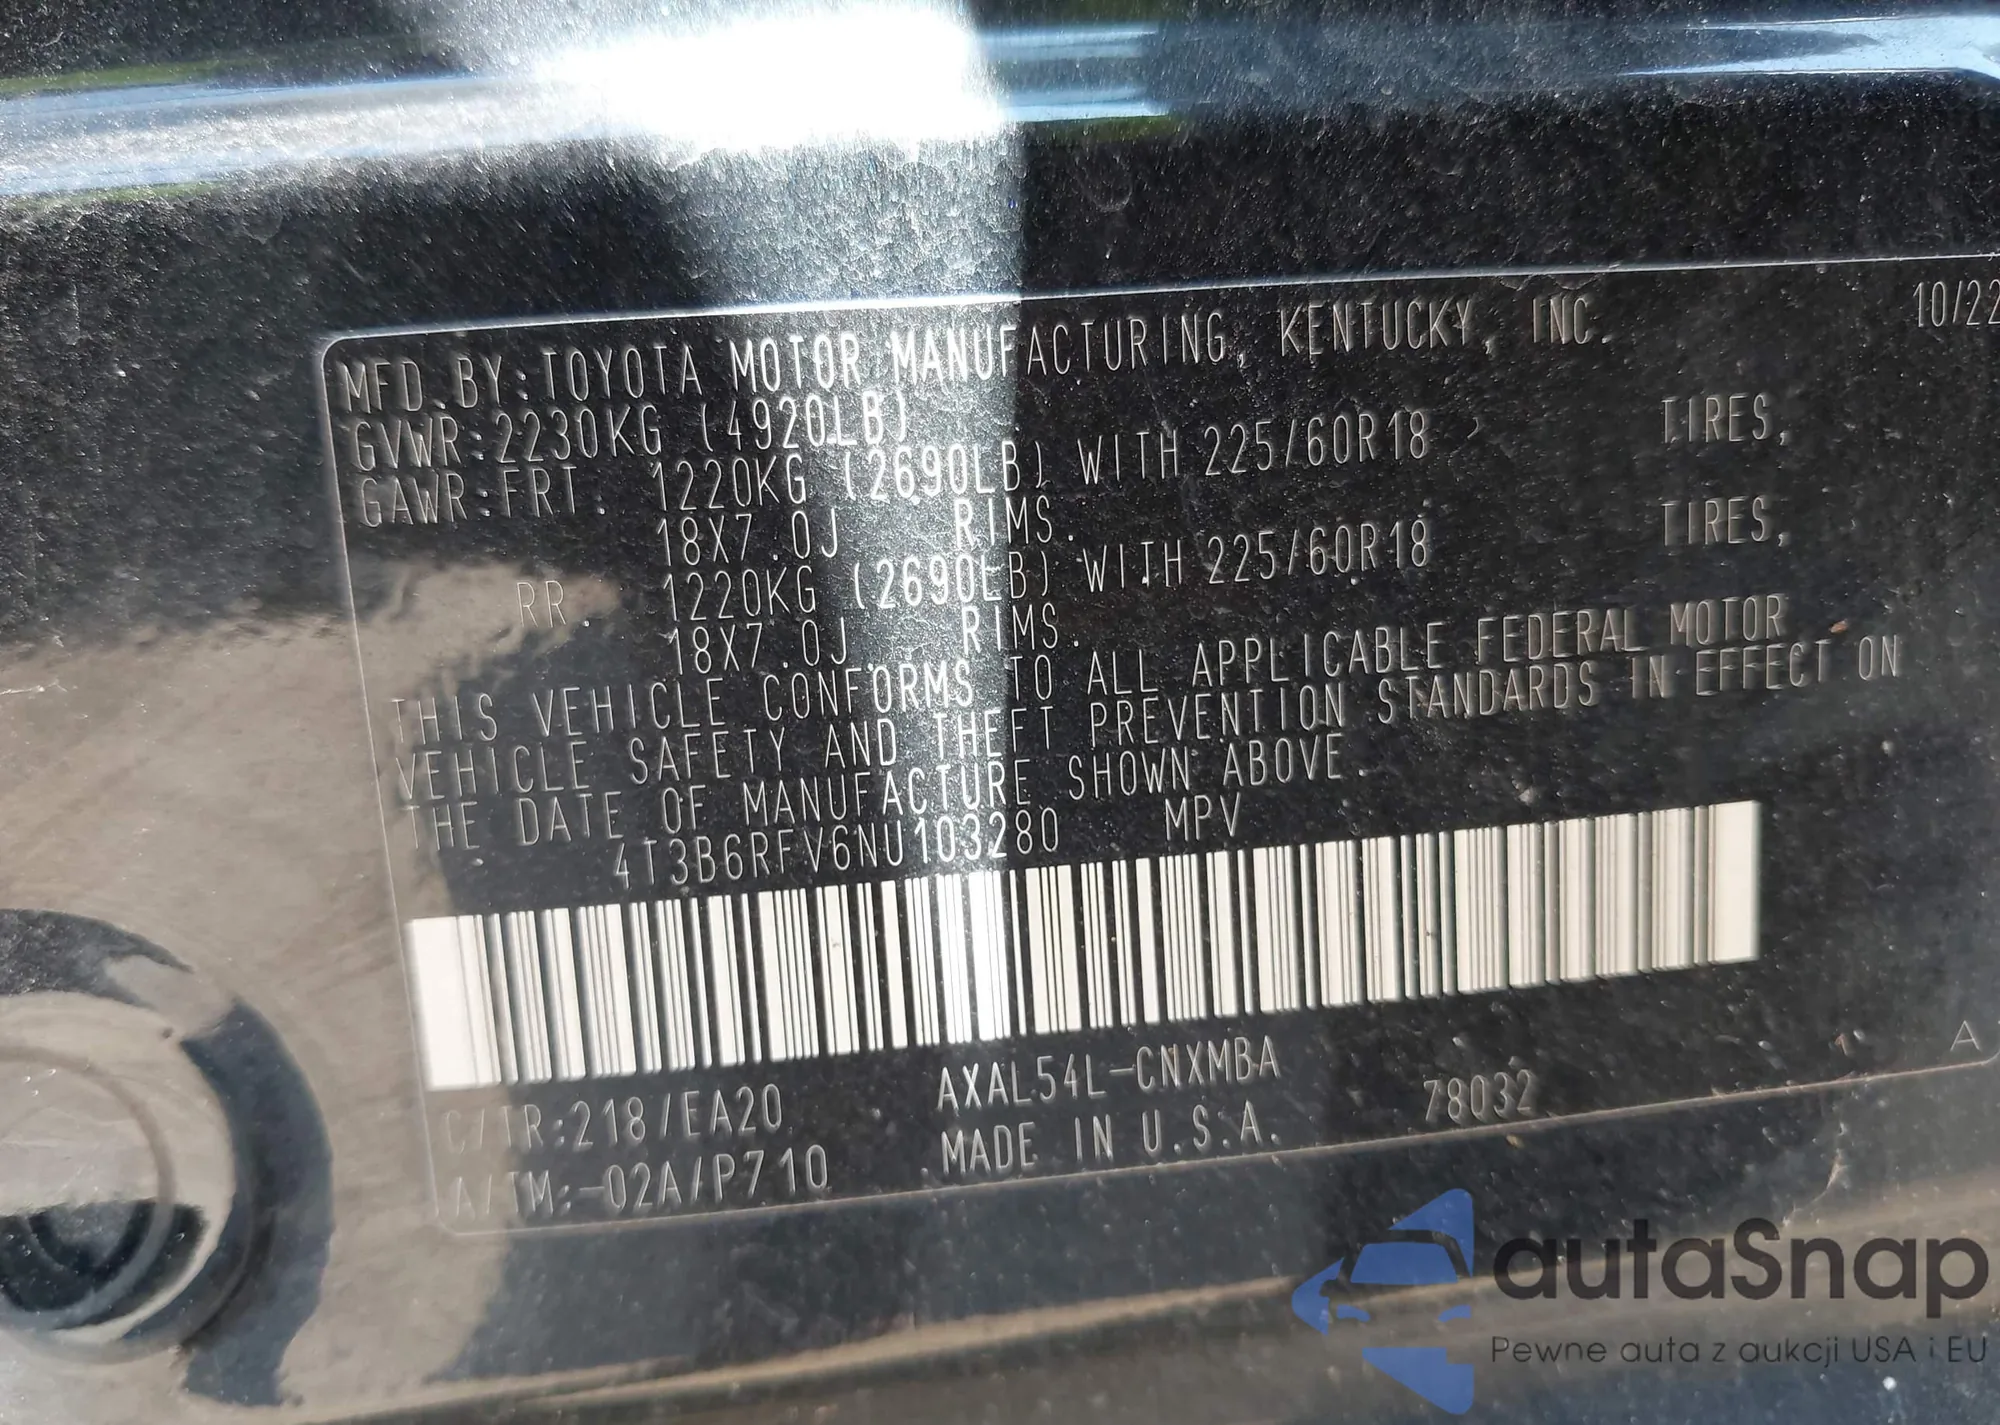 MFD. BY: TOYOTA MOTOR MANUFACTURING, KENTUCKY, INC. 10/22
GVWR: 2230KG (4920LB)
GAWR: FRT. 1220KG (2690LB) WITH 225/60R18 TIRES,
18X7.0J RIMS.
RR. 1220KG (2690LB) WITH 225/60R18 TIRES,
18X7.0J RIMS.
THIS VEHICLE CONFORMS TO ALL APPLICABLE FEDERAL MOTOR
VEHICLE SAFETY AND THEFT PREVENTION STANDARDS IN EFFECT ON
THE DATE OF MANUFACTURE SHOWN ABOVE.
4T3B6RFV6NU103280 MPV
C/TR:218/EA20 AXAL54L-CNXMBA A
A/TM:-02A/P710 MADE IN U.S.A. 78032
autaSnap
Pewne auta z aukcji USA i EU